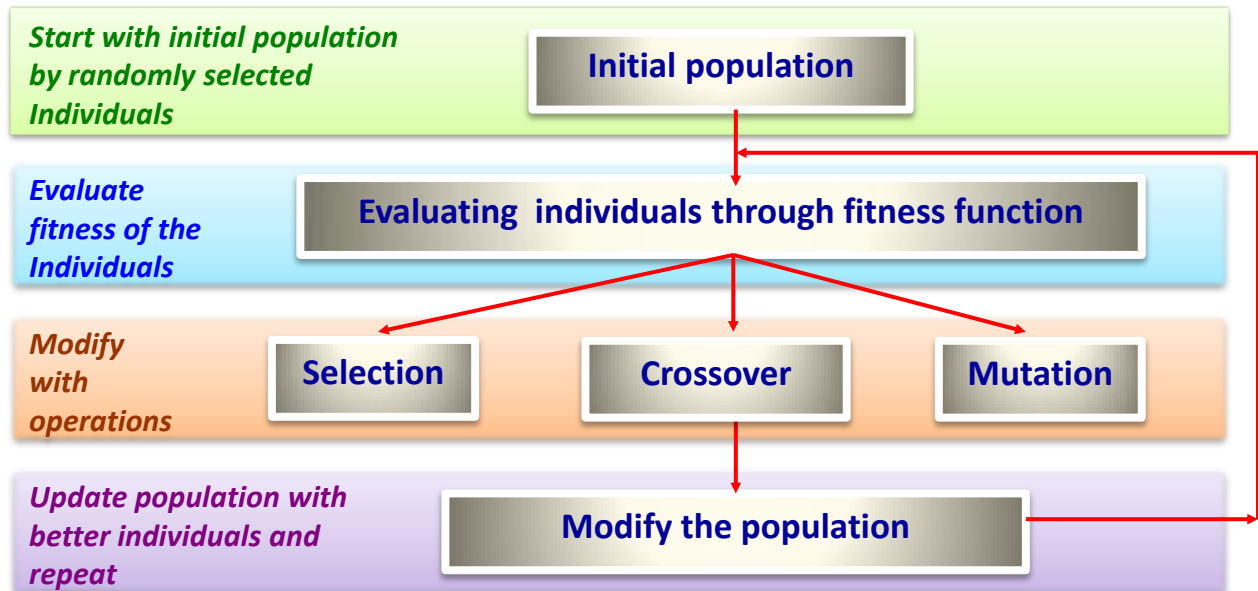 Start with initial population
by randomly selected
Individuals
Initial population
Evaluate
fitness of the
Individuals
Evaluating individuals through fitness function
Modify
with
operations
Selection
Crossover
Mutation
Update population with
better individuals and
repeat
Modify the population